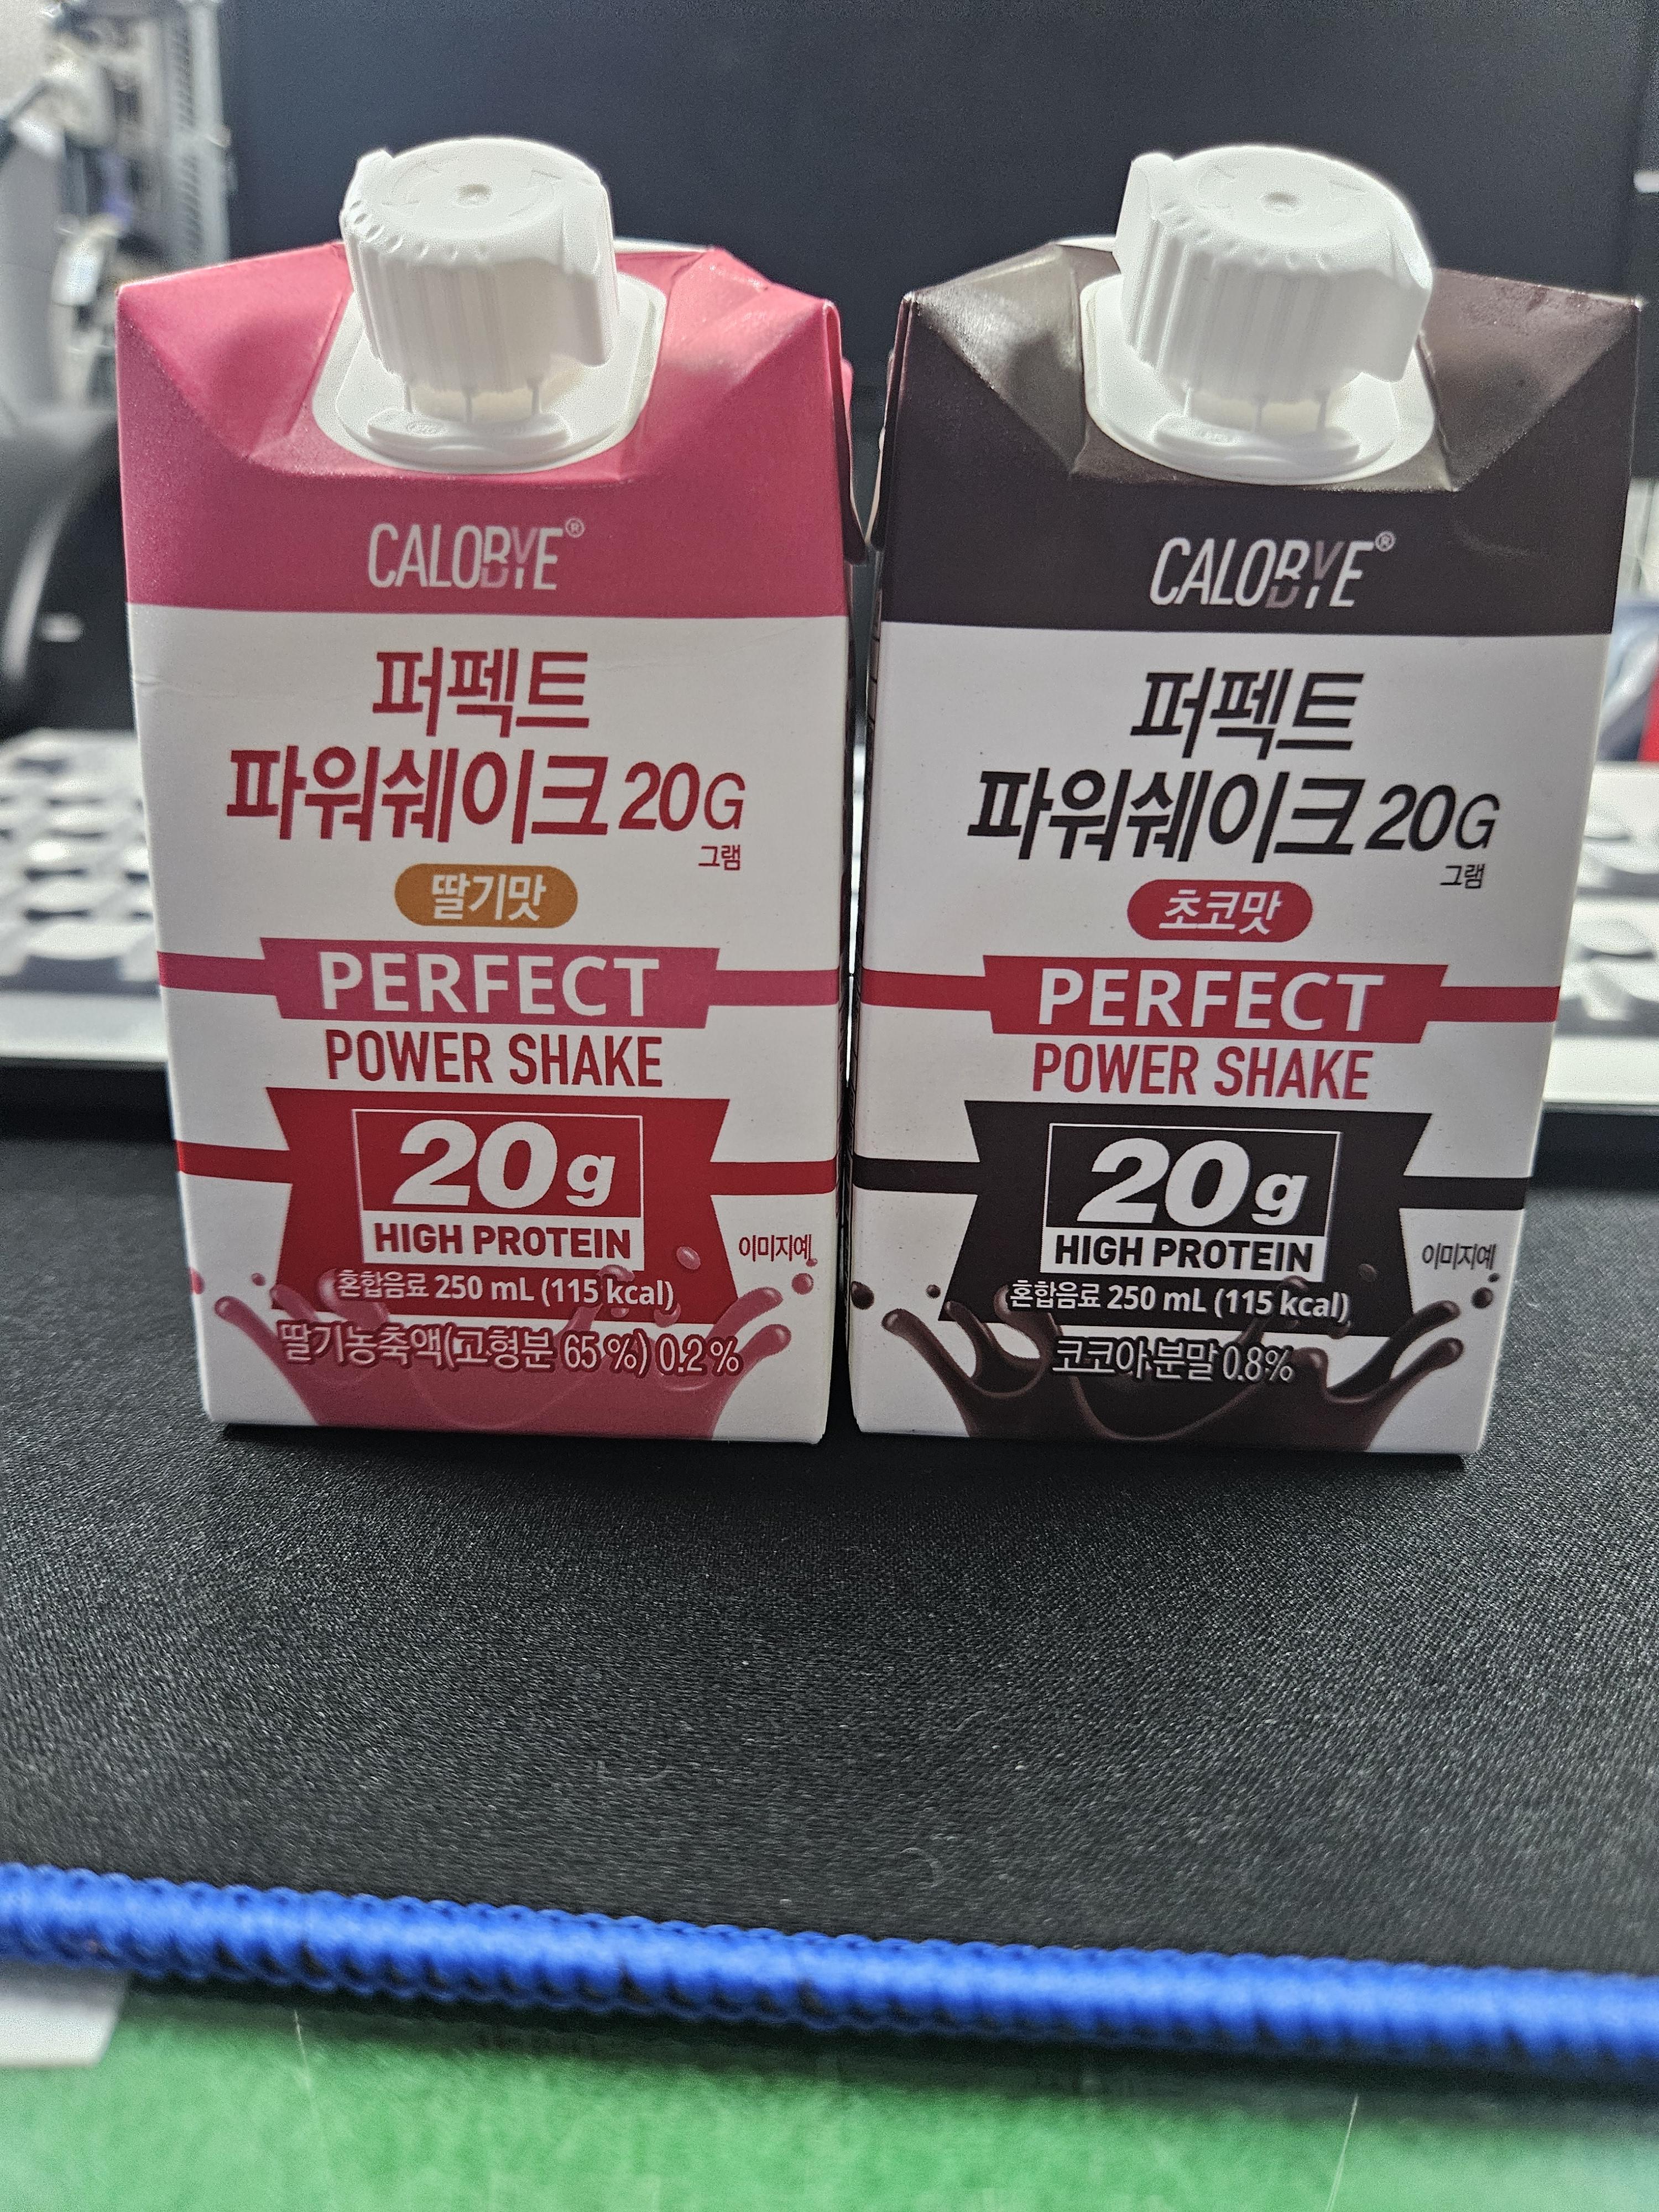 CALOBYE®
퍼펙트
파워쉐이크 20G
그램
딸기맛
PERFECT
POWER SHAKE
20g
HIGH PROTEIN
이미지예
혼합음료 250 mL (115 kcal)
딸기농축액(고형분 65 %) 0.2 %
CALOBYE®
퍼펙트
파워쉐이크 20G
그램
초코맛
PERFECT
POWER SHAKE
20g
HIGH PROTEIN
이미지예
혼합음료 250 mL (115 kcal)
코코아 분말 0.8%